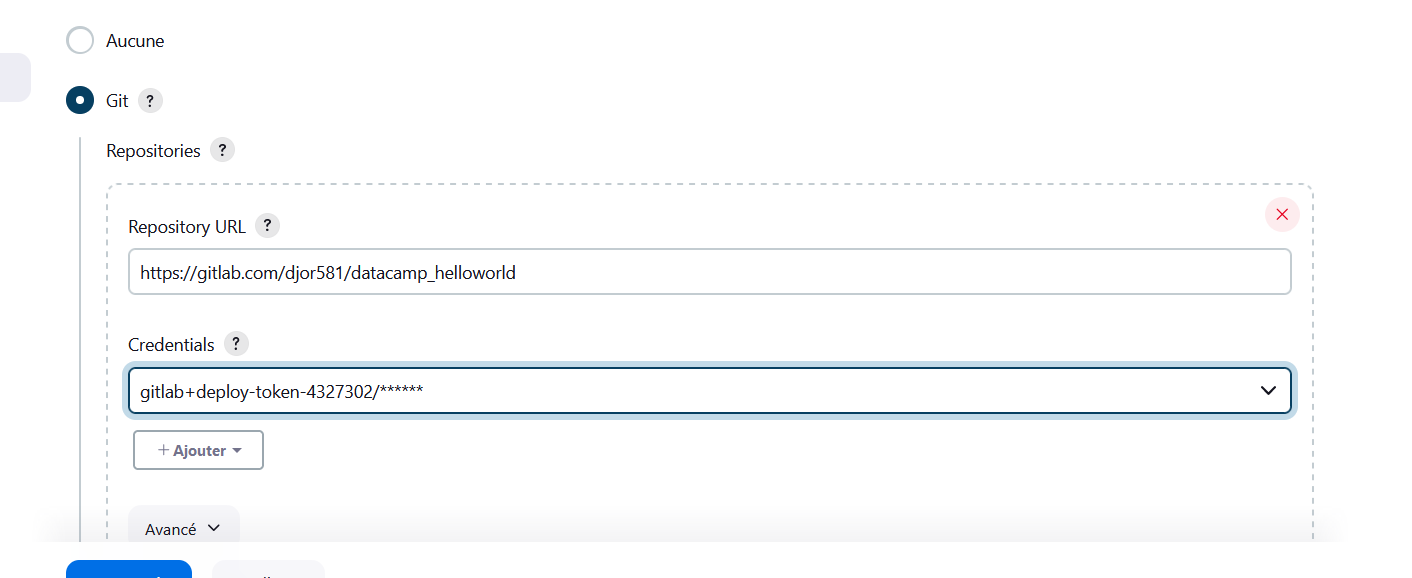 Aucune
Git ?
Repositories ?
Repository URL ?
https://gitlab.com/djor581/datacamp_helloworld
Credentials ?
gitlab+deploy-token-4327302/******
+ Ajouter
Avancé